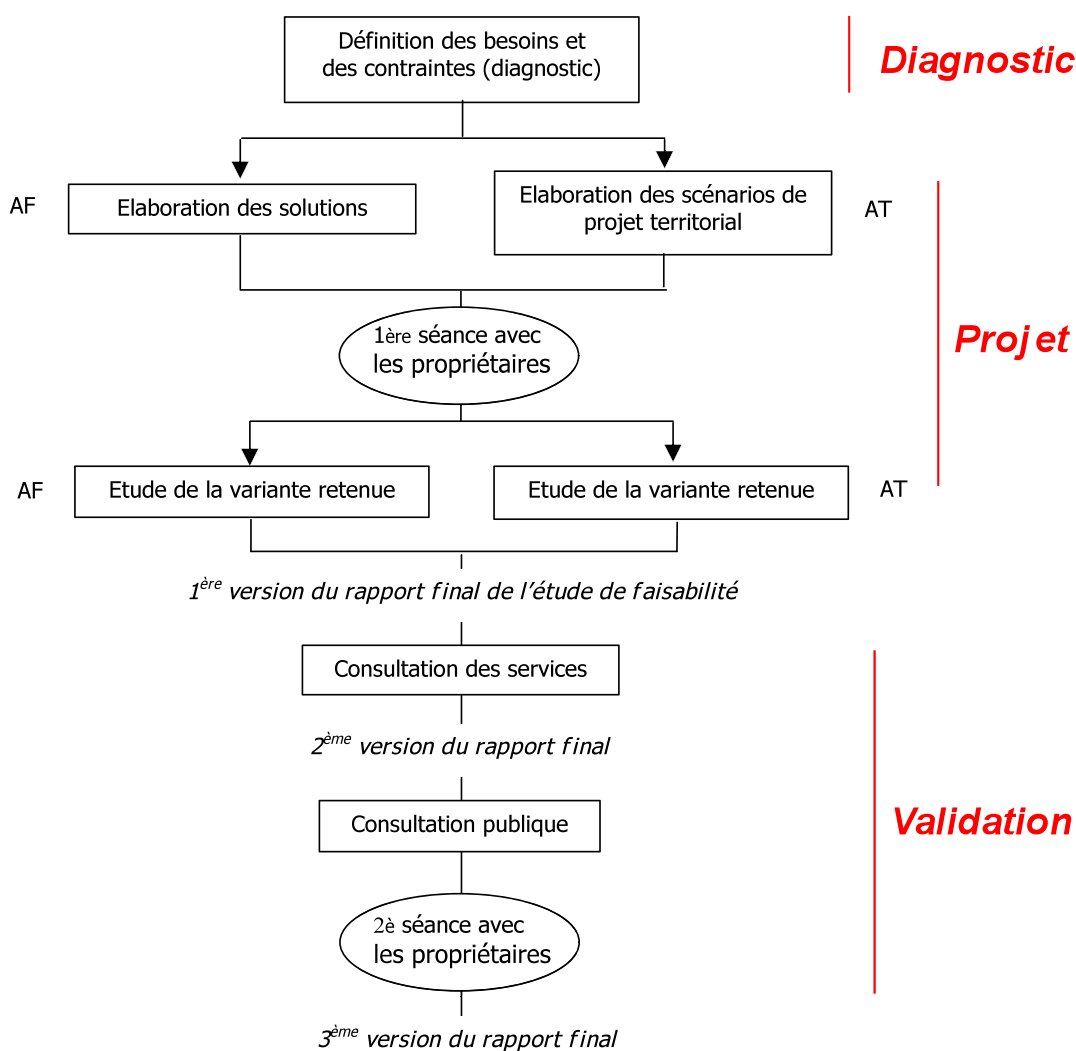 Définition des besoins et
des contraintes (diagnostic)
Diagnostic
AF
Elaboration des solutions
Elaboration des scénarios de
projet territorial
AT
1ère séance avec
les propriétaires
Projet
AF
Etude de la variante retenue
Etude de la variante retenue
AT
1ère version du rapport final de l'étude de faisabilité
Consultation des services
2ème version du rapport final
Consultation publique
Validation
2è séance avec
les propriétaires
3ème version du rapport final